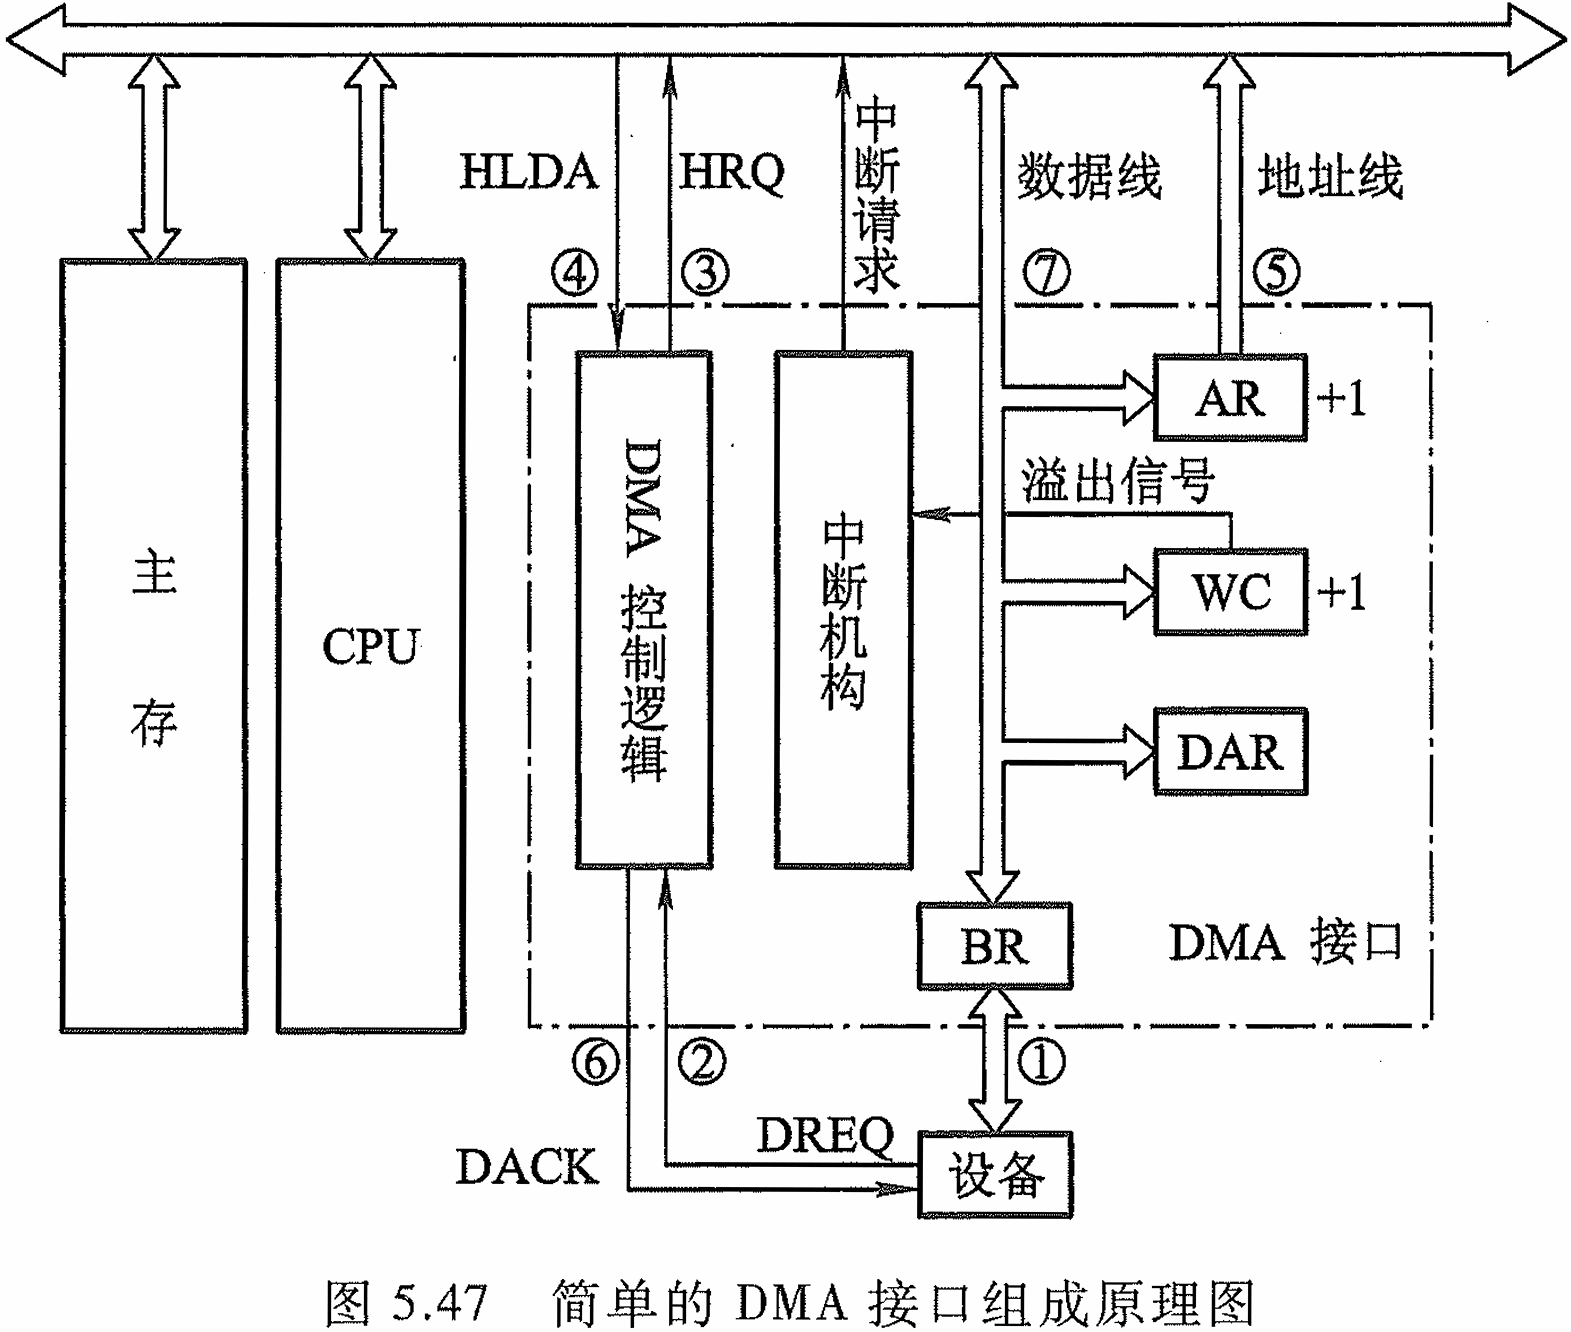 HLDA
HRQ
中断请求
数据线
地址线
④
③
⑦
⑤
主存
CPU
DMA 控制逻辑
中断机构
AR
+1
溢出信号
WC
+1
DAR
BR
DMA 接口
⑥
②
①
DREQ
DACK
设备
图 5.47 简单的 DMA 接口组成原理图